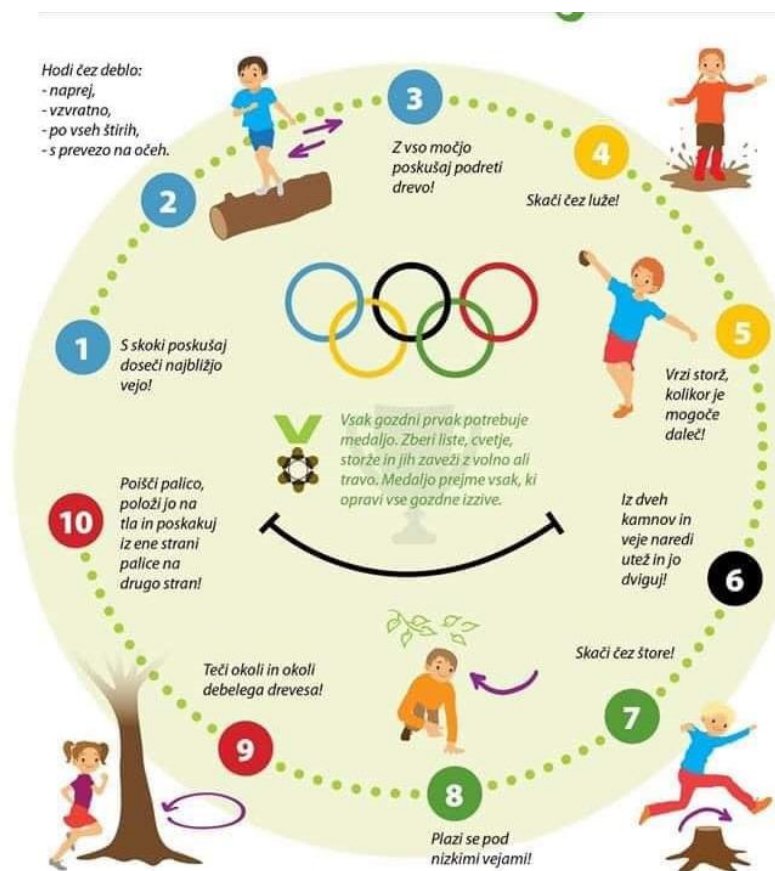 Hodi čez deblo:
- naprej,
- vzvratno,
- po vseh štirih,
- s prevezo na očeh.
2
3
Z vso močjo
poskušaj podreti
drevo!
4
Skači čez luže!
1
S skoki poskušaj
doseči najbližjo
vejo!
5
Vrzi storž,
kolikor je
mogoče
daleč!
Vsak gozdni prvak potrebuje
medaljo. Zberi liste, cvetje,
storže in jih zaveži z volno ali
travo. Medaljo prejme vsak, ki
opravi vse gozdne izzive.
10
Poišči palico,
položi jo na
tla in poskakuj
iz ene strani
palice na
drugo stran!
Iz dveh
kamnov in
veje naredi
utež in jo
dviguj!
6
Skači čez štore!
7
Teči okoli in okoli
debelega drevesa!
9
8
Plazi se pod
nizkimi vejami!